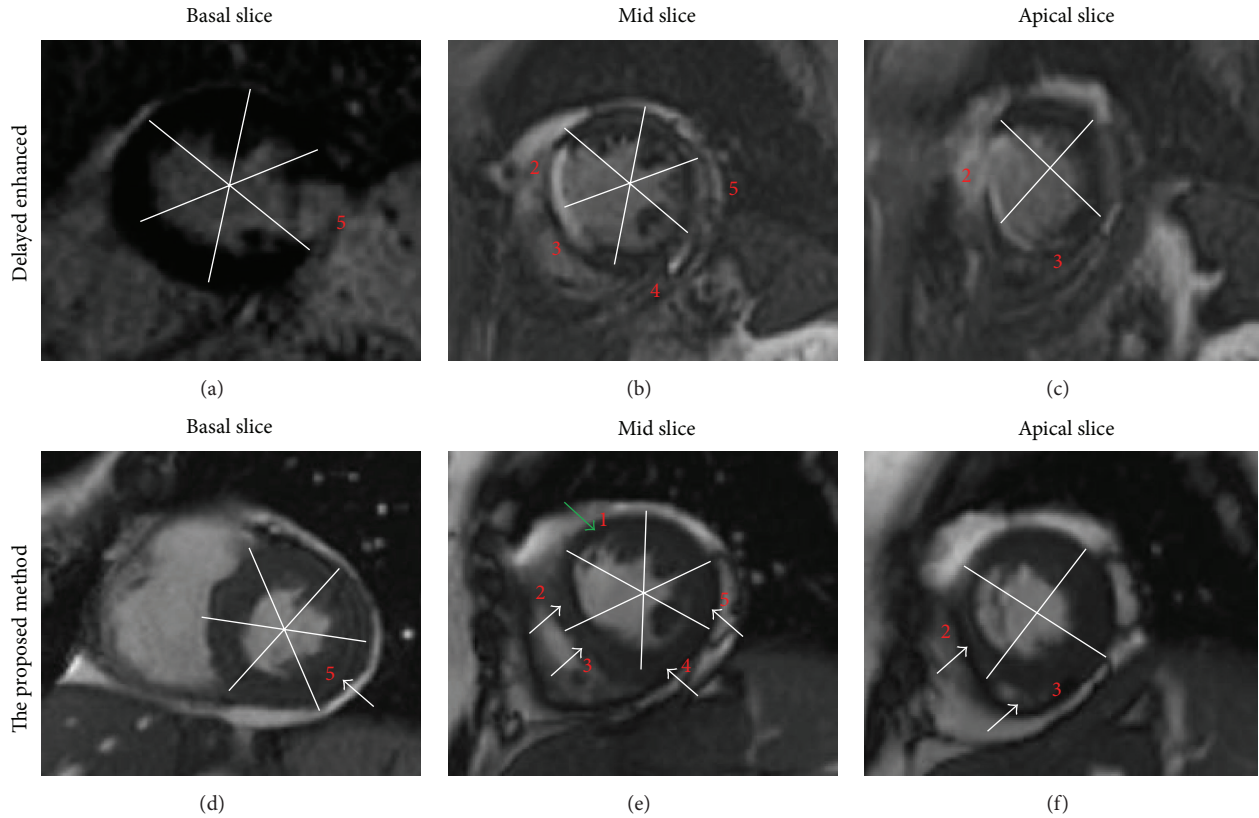 Basal slice
Mid slice
Apical slice
Delayed enhanced
5
2
3
4
5
2
3
(a)
(b)
(c)
Basal slice
Mid slice
Apical slice
The proposed method
5
1
2
3
4
5
2
3
(d)
(e)
(f)